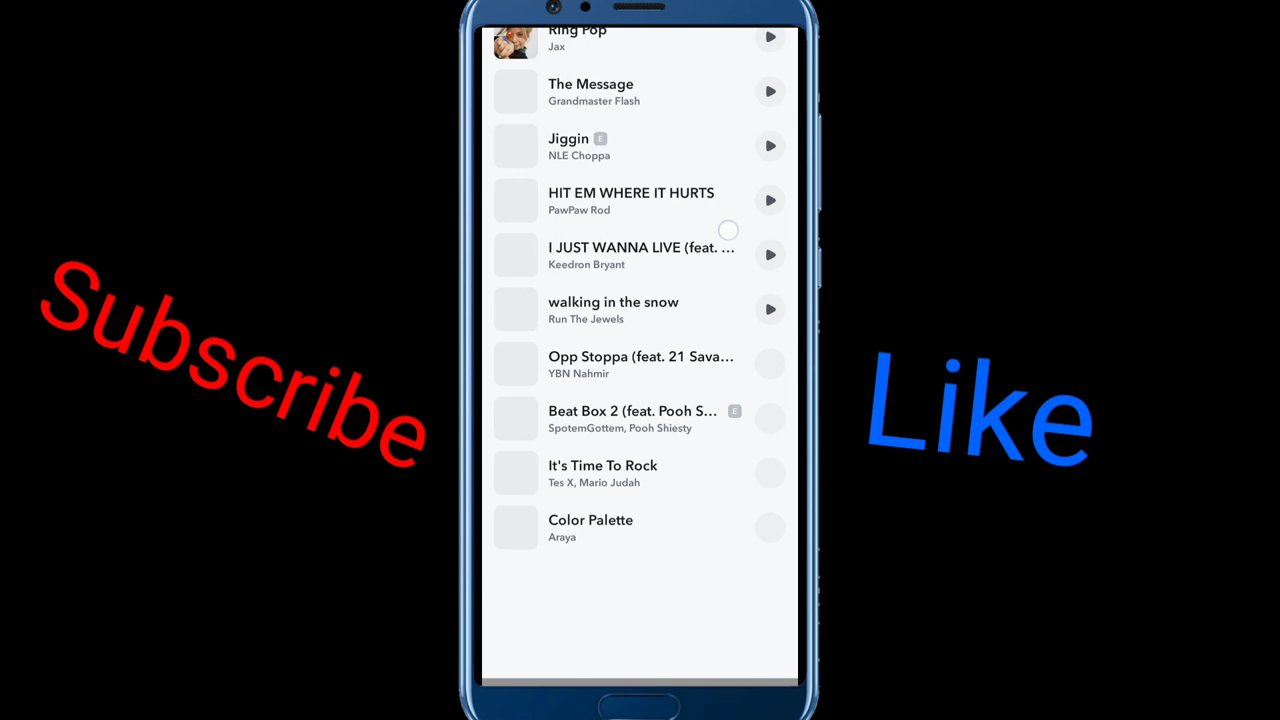 Ring Pop
Jax
The Message
Grandmaster Flash
Jiggin E
NLE Choppa
HIT EM WHERE IT HURTS
PawPaw Rod
I JUST WANNA LIVE (feat. ...
Keedron Bryant
walking in the snow
Run The Jewels
Opp Stoppa (feat. 21 Sava...
YBN Nahmir
Beat Box 2 (feat. Pooh S... E
SpotemGottem, Pooh Shiesty
It's Time To Rock
Tes X, Mario Judah
Color Palette
Araya
Subscribe
Like